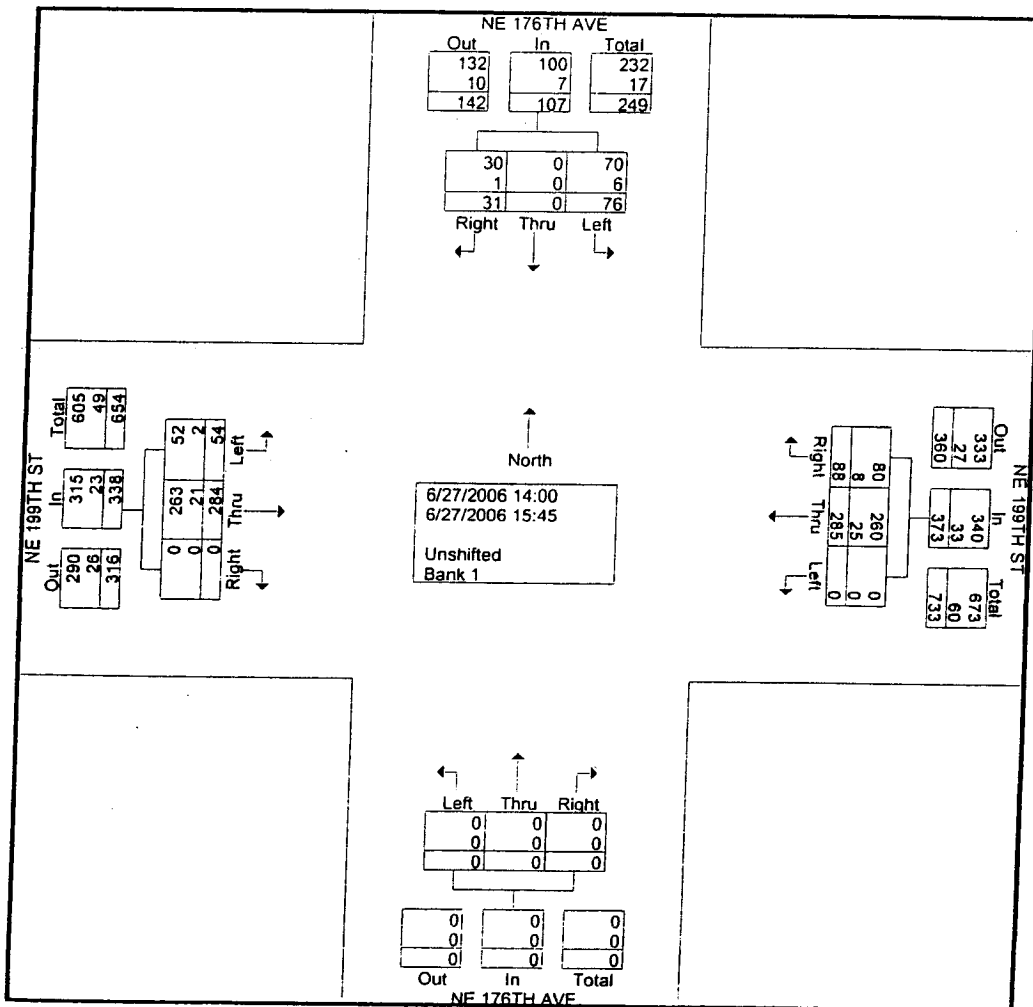 NE 176TH AVE
Out In Total
132 100 232
10 7 17
142 107 249
30 0 70
1 0 6
31 0 76
Right Thru Left
NE 199TH ST
Total
605
49
654
In
315
23
338
Out
290
26
316
Left
52
2
54
Thru
263
21
284
Right
0
0
0
North
6/27/2006 14:00
6/27/2006 15:45
Unshifted
Bank 1
Right
80
8
88
Thru
260
25
285
Left
0
0
0
Out
333
27
360
In
340
33
373
Total
673
60
733
NE 199TH ST
Left Thru Right
0 0 0
0 0 0
0 0 0
0 0 0
0 0 0
0 0 0
Out In Total
NE 176TH AVE